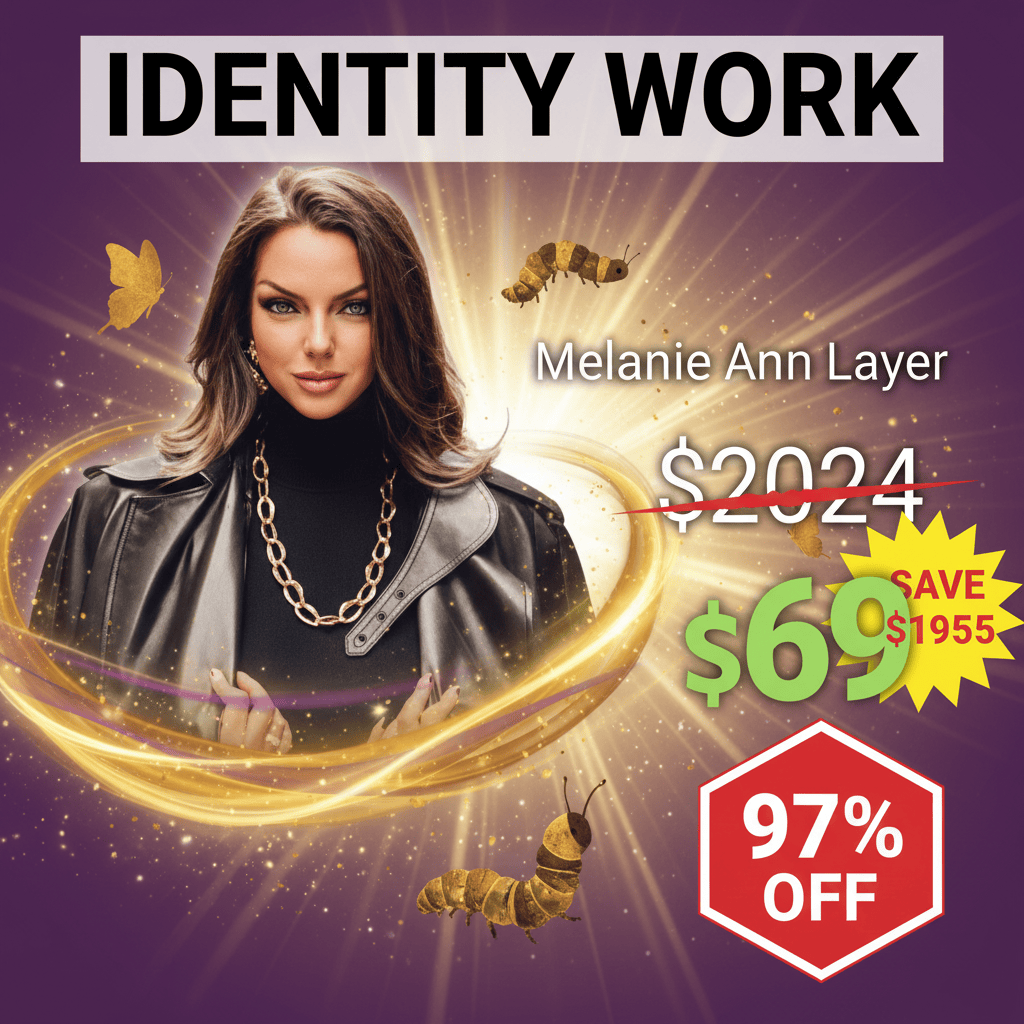 IDENTITY WORK
Melanie Ann Layer
$2024
$69
SAVE
$1955
97%
OFF